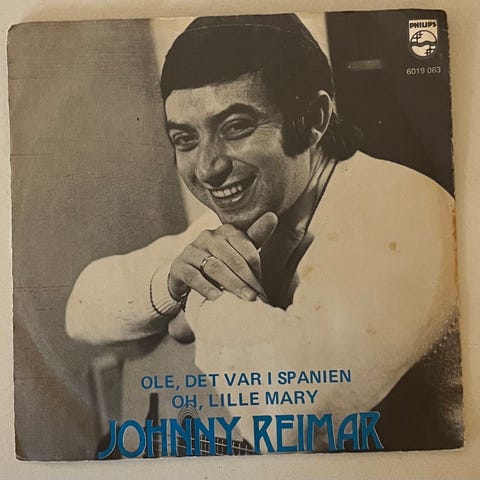 PHILIPS
6019 063
OLE, DET VAR I SPANIEN
OH, LILLE MARY
JOHNNY REIMAR